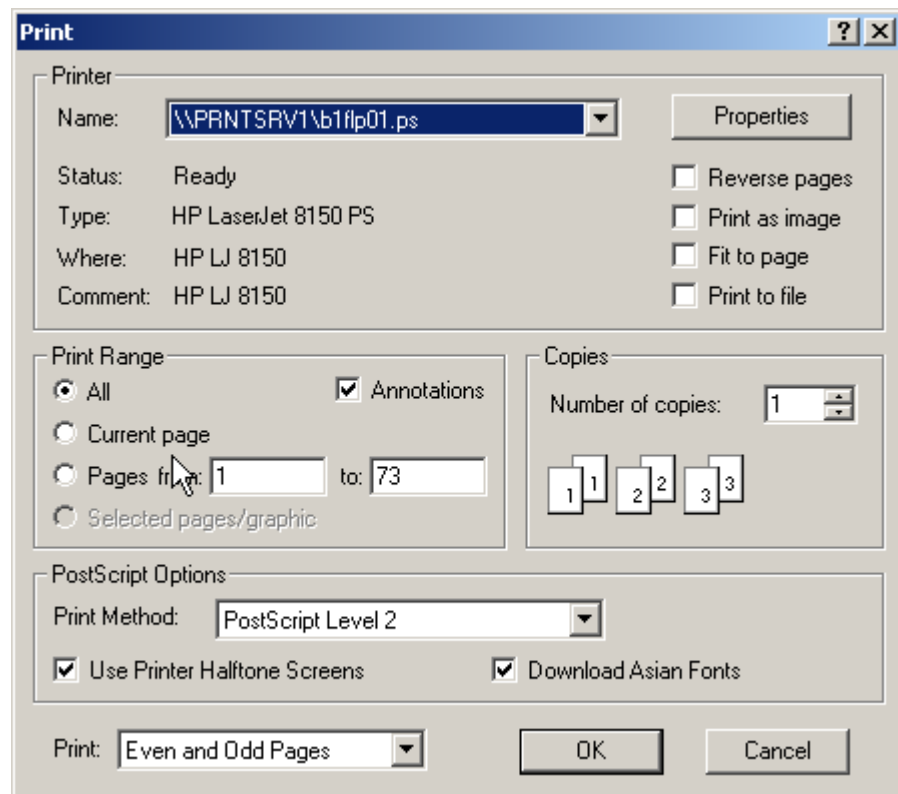 Print
Printer
Name: \\PRNTSRV1\b1flp01.ps Properties
Status: Ready Reverse pages
Type: HP LaserJet 8150 PS Print as image
Where: HP LJ 8150 Fit to page
Comment: HP LJ 8150 Print to file
Print Range
All Annotations
Current page
Pages from: 1 to: 73
Selected pages/graphic
Copies
Number of copies: 1
1 1 2 2 3 3
PostScript Options
Print Method: PostScript Level 2
Use Printer Halftone Screens Download Asian Fonts
Print: Even and Odd Pages OK Cancel